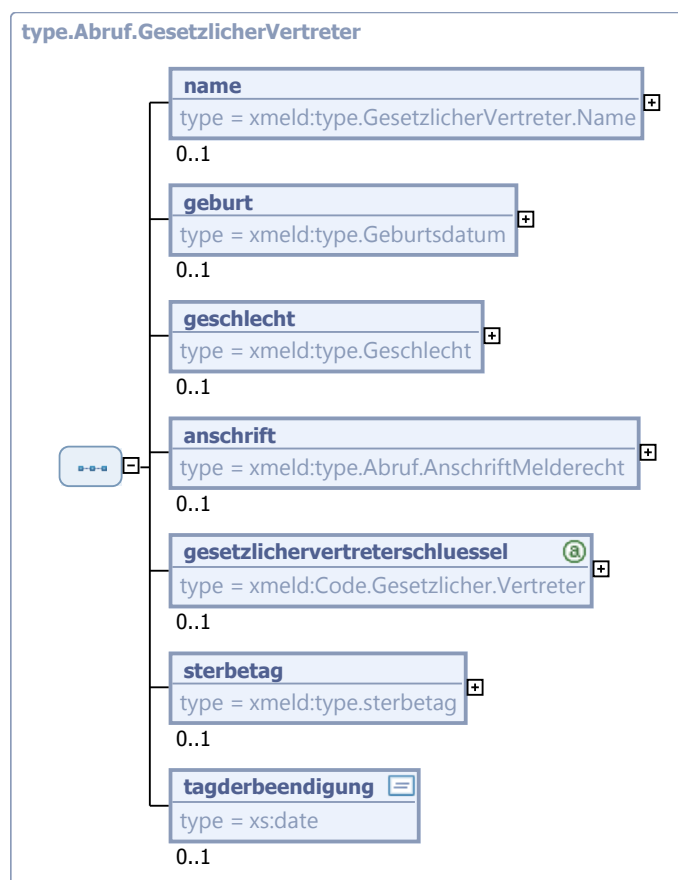 type.Abruf.GesetzlicherVertreter
name
type = xmeld:type.GesetzlicherVertreter.Name
0..1
geburt
type = xmeld:type.Geburtsdatum
0..1
geschlecht
type = xmeld:type.Geschlecht
0..1
anschrift
type = xmeld:type.Abruf.AnschriftMelderecht
0..1
gesetzlichervertreterschluessel a
type = xmeld:Code.Gesetzlicher.Vertreter
0..1
sterbetag
type = xmeld:type.sterbetag
0..1
tagderbeendigung
type = xs:date
0..1